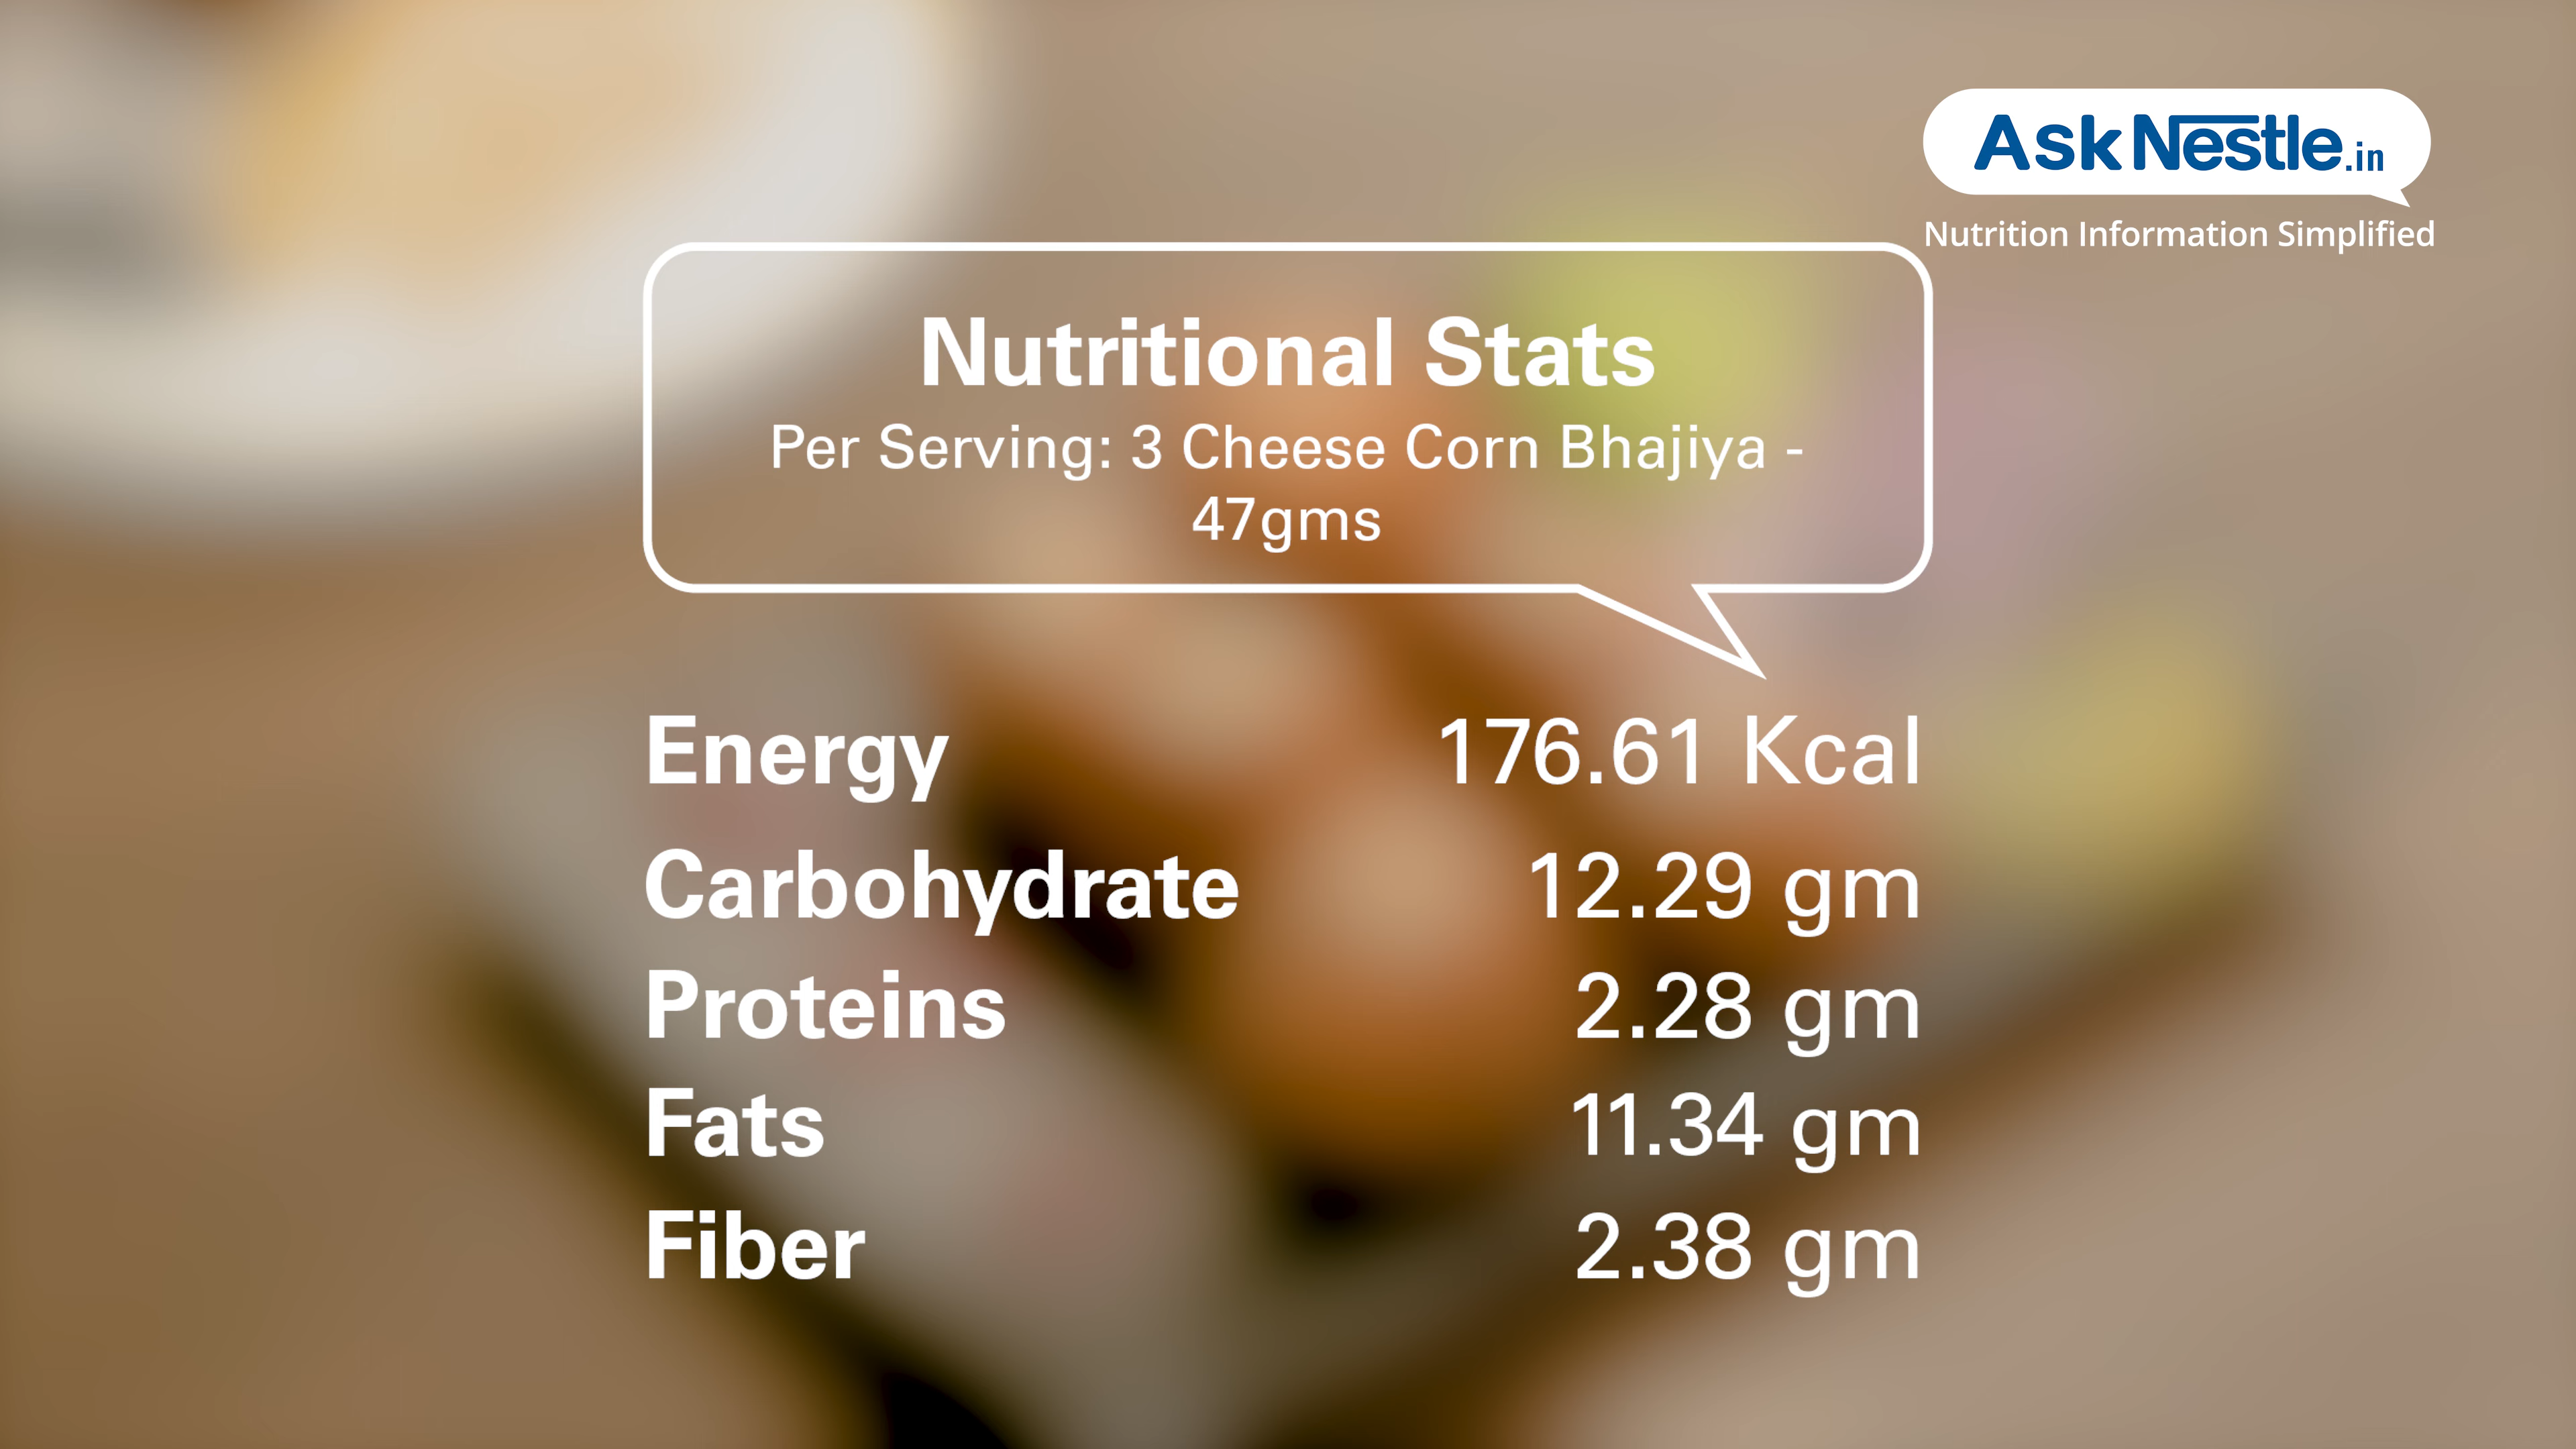 AskNestle.in
Nutrition Information Simplified
Nutritional Stats
Per Serving: 3 Cheese Corn Bhajiya -
47gms
Energy 176.61 Kcal
Carbohydrate 12.29 gm
Proteins 2.28 gm
Fats 11.34 gm
Fiber 2.38 gm